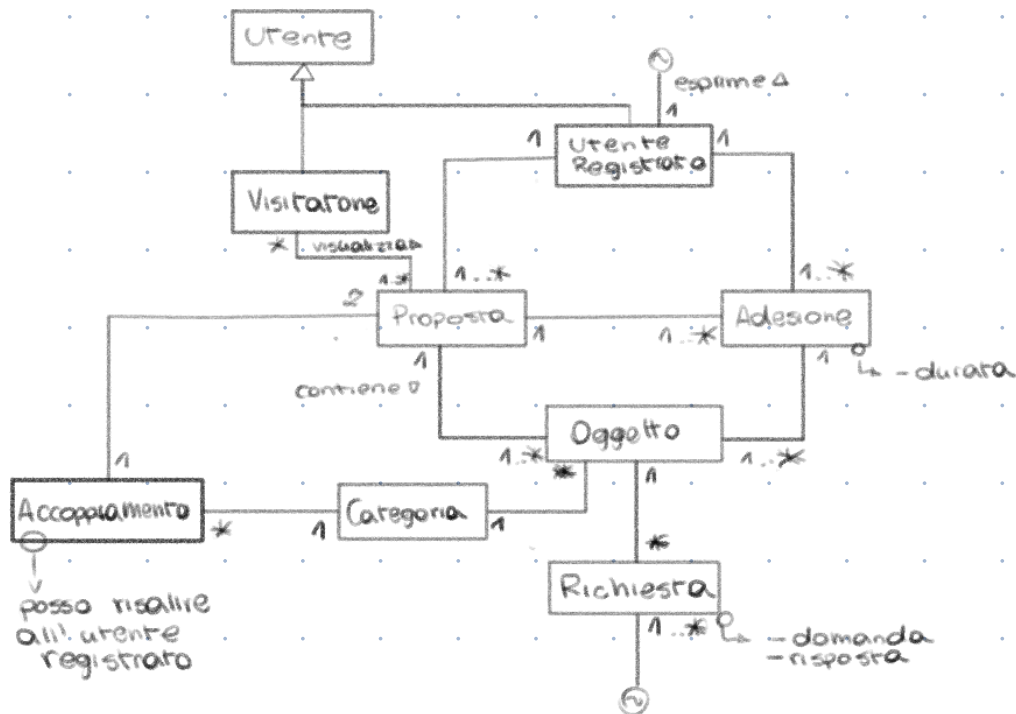 Utente
esprime △
1
1
Utente
Registrato
1
Visitatore
*
visualizza
1..*
1..*
1..*
2
Proposta
1
1..*
Adesione
1
1
- durata
contiene ▽
Oggetto
1..*
*
1
1..*
1
Accoppiamento
*
1
Categoria
1
*
Richiesta
posso risalire
all'utente
registrato
1..*
- domanda
- risposta